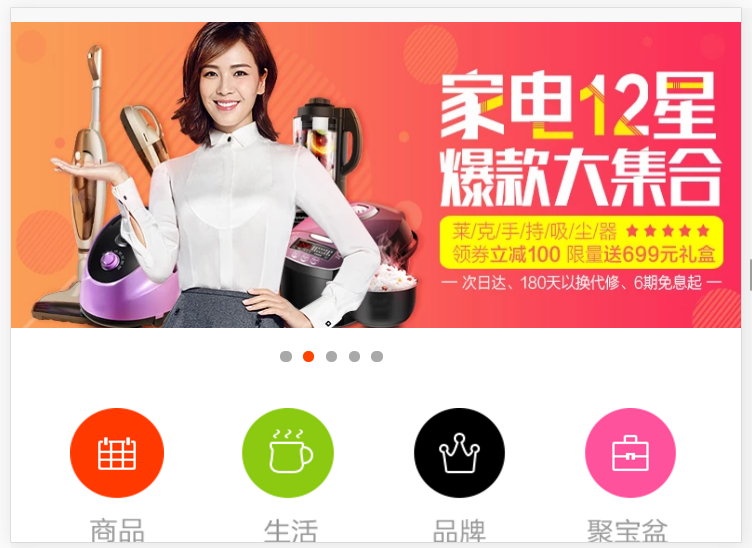 家电12星
爆款大集合
莱/克/手/持/吸/尘/器 ★★★★★
领券立减100 限量送699元礼盒
— 次日达、180天以换代修、6期免息起 —
商品 生活 品牌 聚宝盆